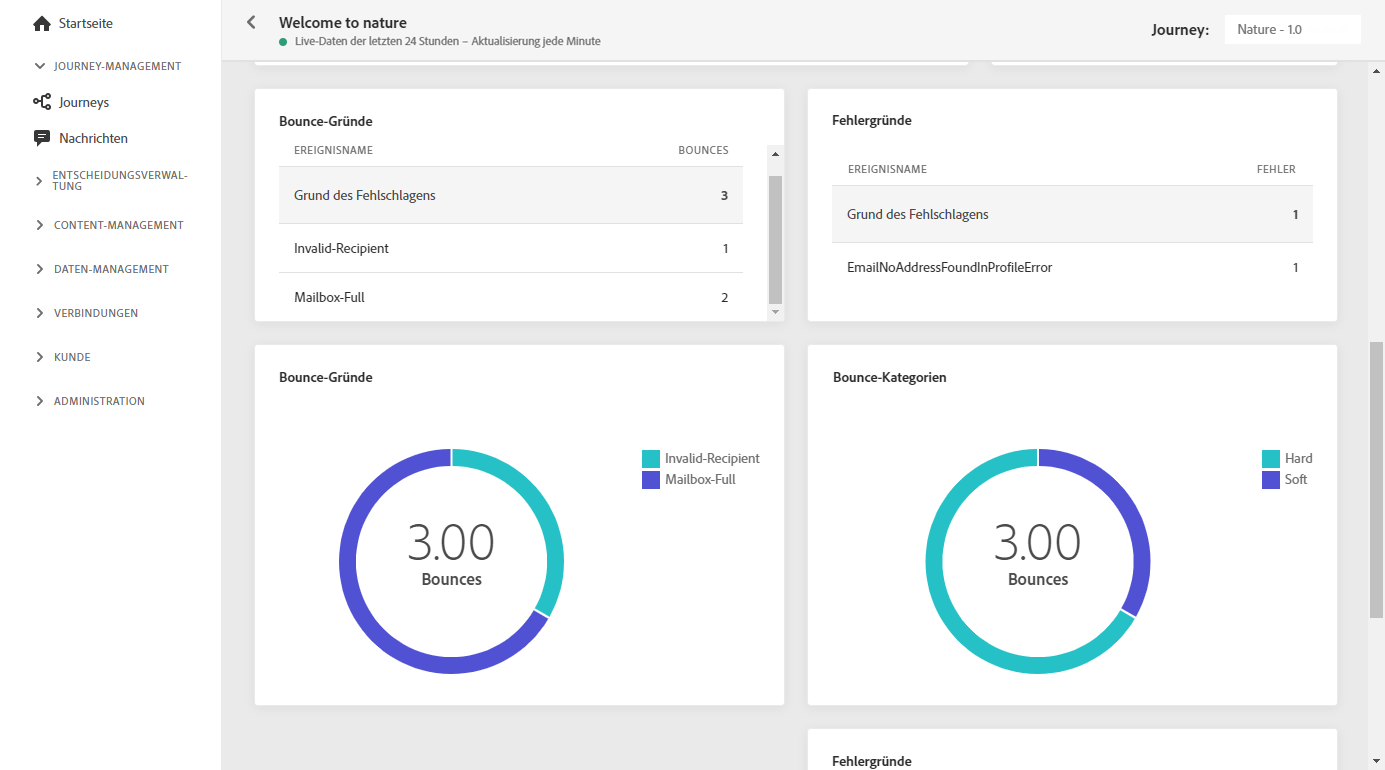 Startseite
JOURNEY-MANAGEMENT
Journeys
Nachrichten
ENTSCHEIDUNGSVERWAL-
TUNG
CONTENT-MANAGEMENT
DATEN-MANAGEMENT
VERBINDUNGEN
KUNDE
ADMINISTRATION
Welcome to nature
Live-Daten der letzten 24 Stunden – Aktualisierung jede Minute
Journey: Nature - 1.0
Bounce-Gründe
EREIGNISNAME BOUNCES
Grund des Fehlschlagens 3
Invalid-Recipient 1
Mailbox-Full 2
Fehlergründe
EREIGNISNAME FEHLER
Grund des Fehlschlagens 1
EmailNoAddressFoundInProfileError 1
Bounce-Gründe
Invalid-Recipient
Mailbox-Full
3.00
Bounces
Bounce-Kategorien
Hard
Soft
3.00
Bounces
Fehlergründe